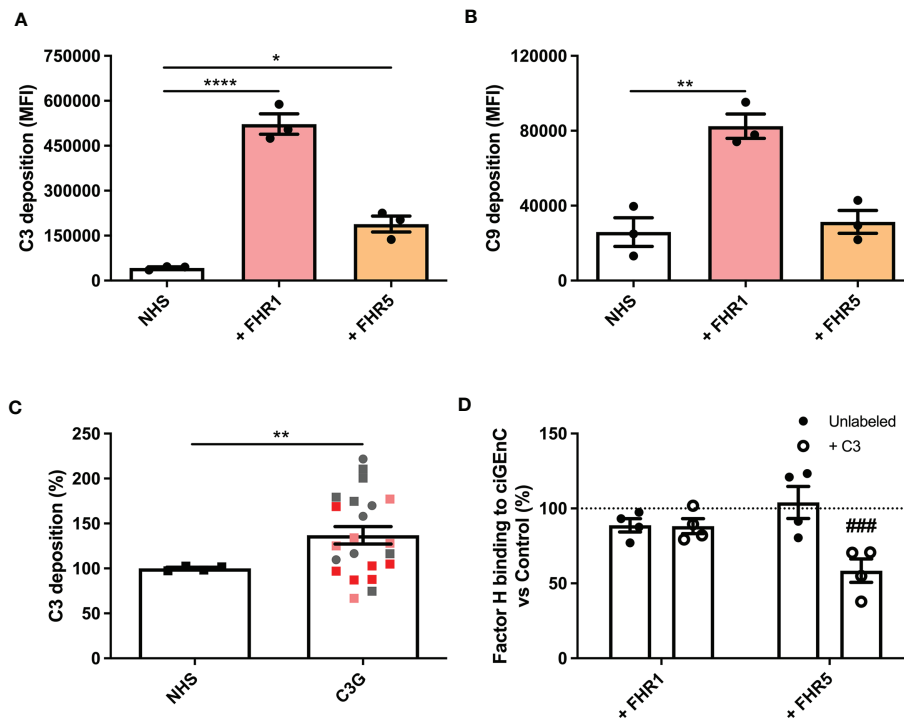 A
C3 deposition (MFI)
750000
600000
450000
300000
150000
0
*
****
NHS
+ FHR1
+ FHR5
B
C9 deposition (MFI)
120000
80000
40000
0
**
NHS
+ FHR1
+ FHR5
C
C3 deposition (%)
250
200
150
100
50
0
**
NHS
C3G
D
Factor H binding to ciGEnC
vs Control (%)
150
100
50
0
Unlabeled
+ C3
###
+ FHR1
+ FHR5